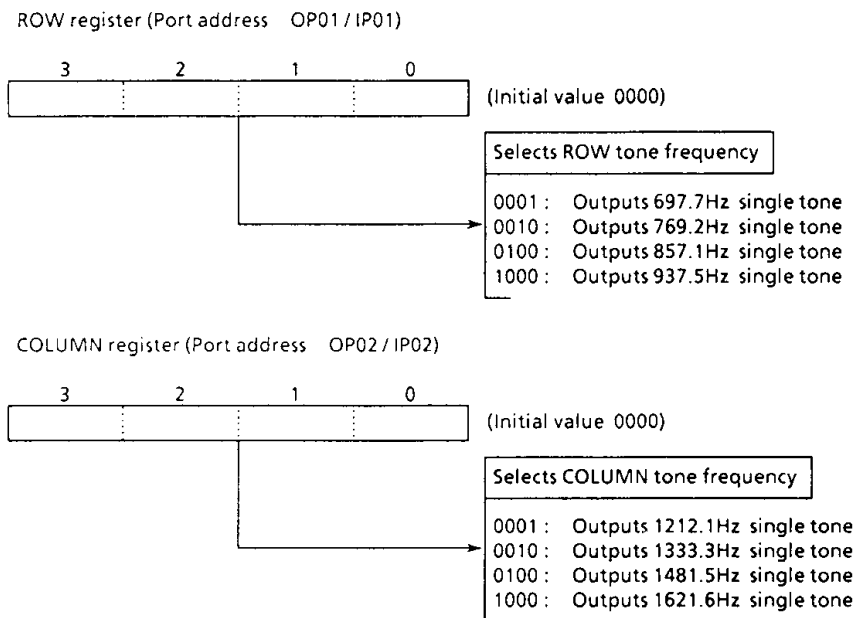 ROW register (Port address OP01 / IP01)
3 2 1 0
(Initial value 0000)
Selects ROW tone frequency
0001 : Outputs 697.7Hz single tone
0010 : Outputs 769.2Hz single tone
0100 : Outputs 857.1Hz single tone
1000 : Outputs 937.5Hz single tone
COLUMN register (Port address OP02 / IP02)
3 2 1 0
(Initial value 0000)
Selects COLUMN tone frequency
0001 : Outputs 1212.1Hz single tone
0010 : Outputs 1333.3Hz single tone
0100 : Outputs 1481.5Hz single tone
1000 : Outputs 1621.6Hz single tone